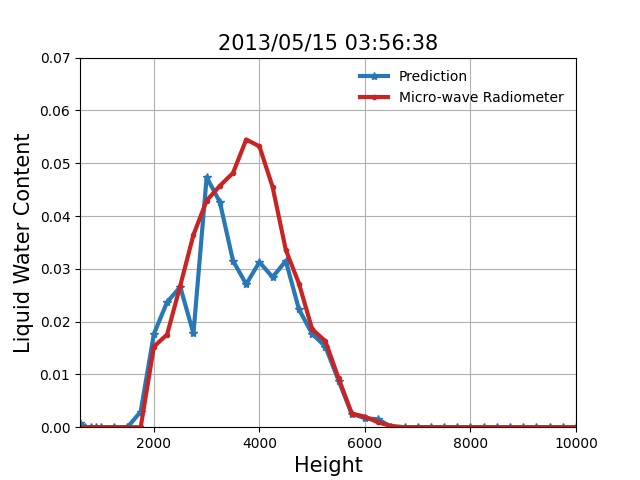 2013/05/15 03:56:38
0.07
0.06
0.05
0.04
0.03
0.02
0.01
0.00
Liquid Water Content
Prediction
Micro-wave Radiometer
2000 4000 6000 8000 10000
Height